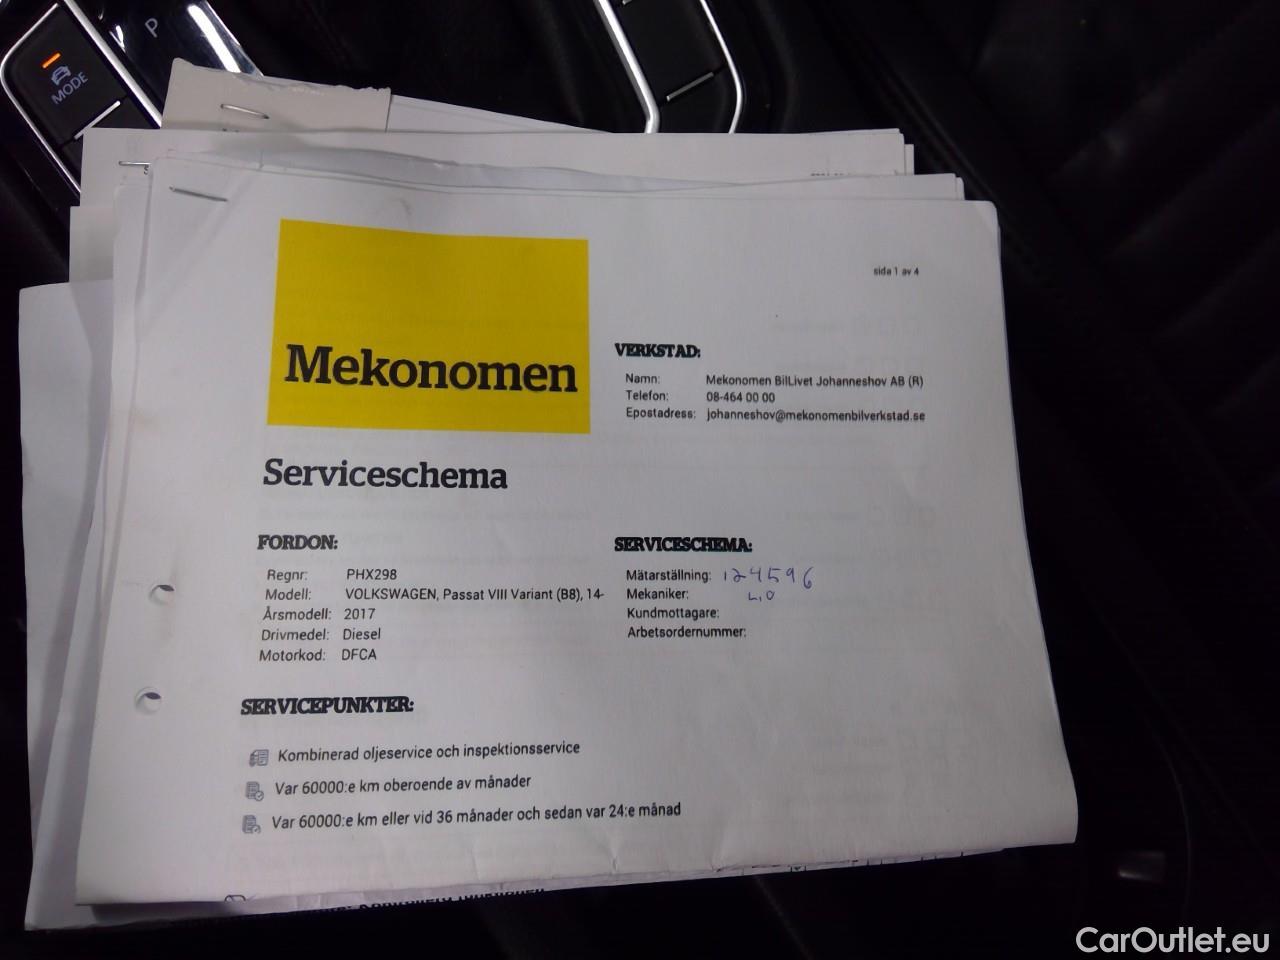 P
MODE
sida 1 av 4
Mekonomen
VERKSTAD:
Namn: Mekonomen BilLivet Johanneshov AB (R)
Telefon: 08-464 00 00
Epostadress: johanneshov@mekonomenbilverkstad.se
Serviceschema
FORDON:
Regnr: PHX298
Modell: VOLKSWAGEN, Passat VIII Variant (B8), 14-
Årsmodell: 2017
Drivmedel: Diesel
Motorkod: DFCA
SERVICESCHEMA:
Mätarställning: 124596
Mekaniker: L.O
Kundmottagare:
Arbetsordernummer:
SERVICEPUNKTER:
Kombinerad oljeservice och inspektionsservice
Var 60000:e km oberoende av månader
Var 60000:e km eller vid 36 månader och sedan var 24:e månad
CarOutlet.eu